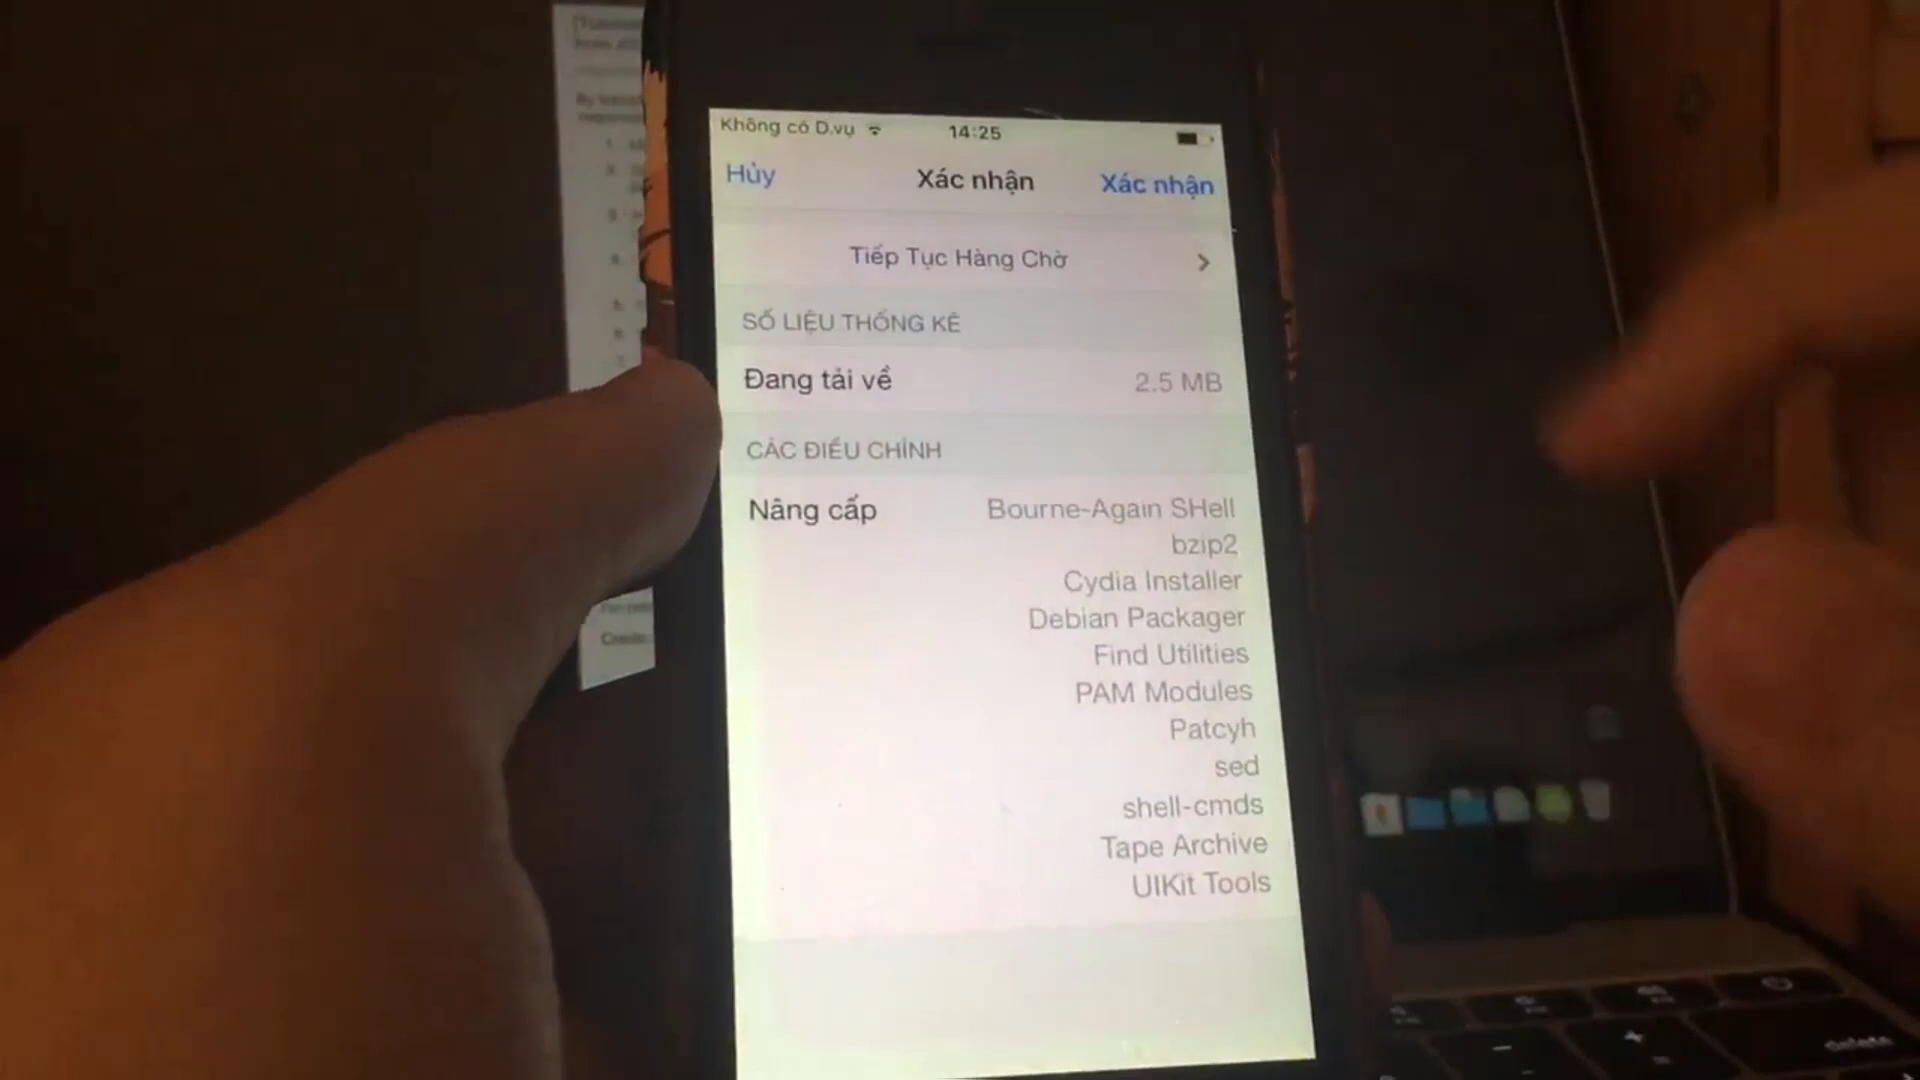 Không có D.vụ
14:25
Hủy
Xác nhận
Xác nhận
Tiếp Tục Hàng Chờ
SỐ LIỆU THỐNG KÊ
Đang tải về
2.5 MB
CÁC ĐIỀU CHỈNH
Nâng cấp
Bourne-Again SHell
bzip2
Cydia Installer
Debian Packager
Find Utilities
PAM Modules
Patcyh
sed
shell-cmds
Tape Archive
UIKit Tools
delete